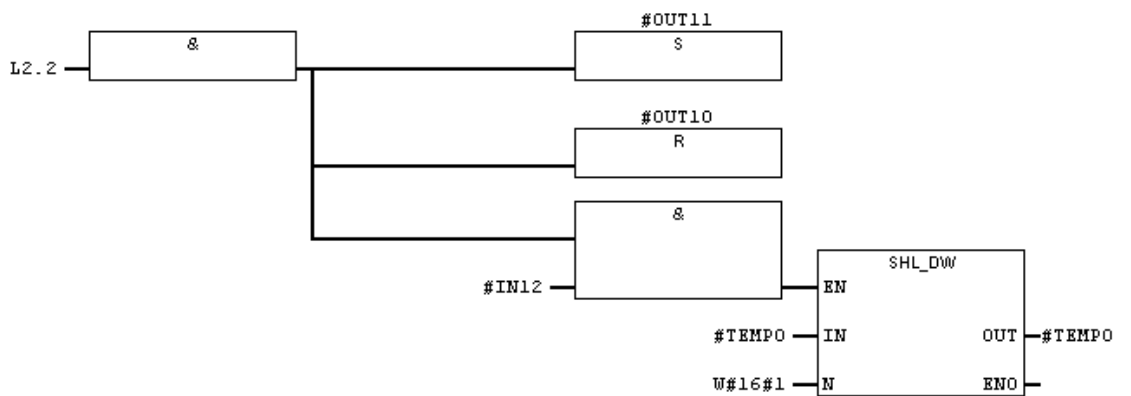 #OUT11
& S
L2.2
#OUT10
R
&
SHL_DW
#IN12 EN
#TEMP0 IN OUT #TEMP0
W#16#1 N ENO